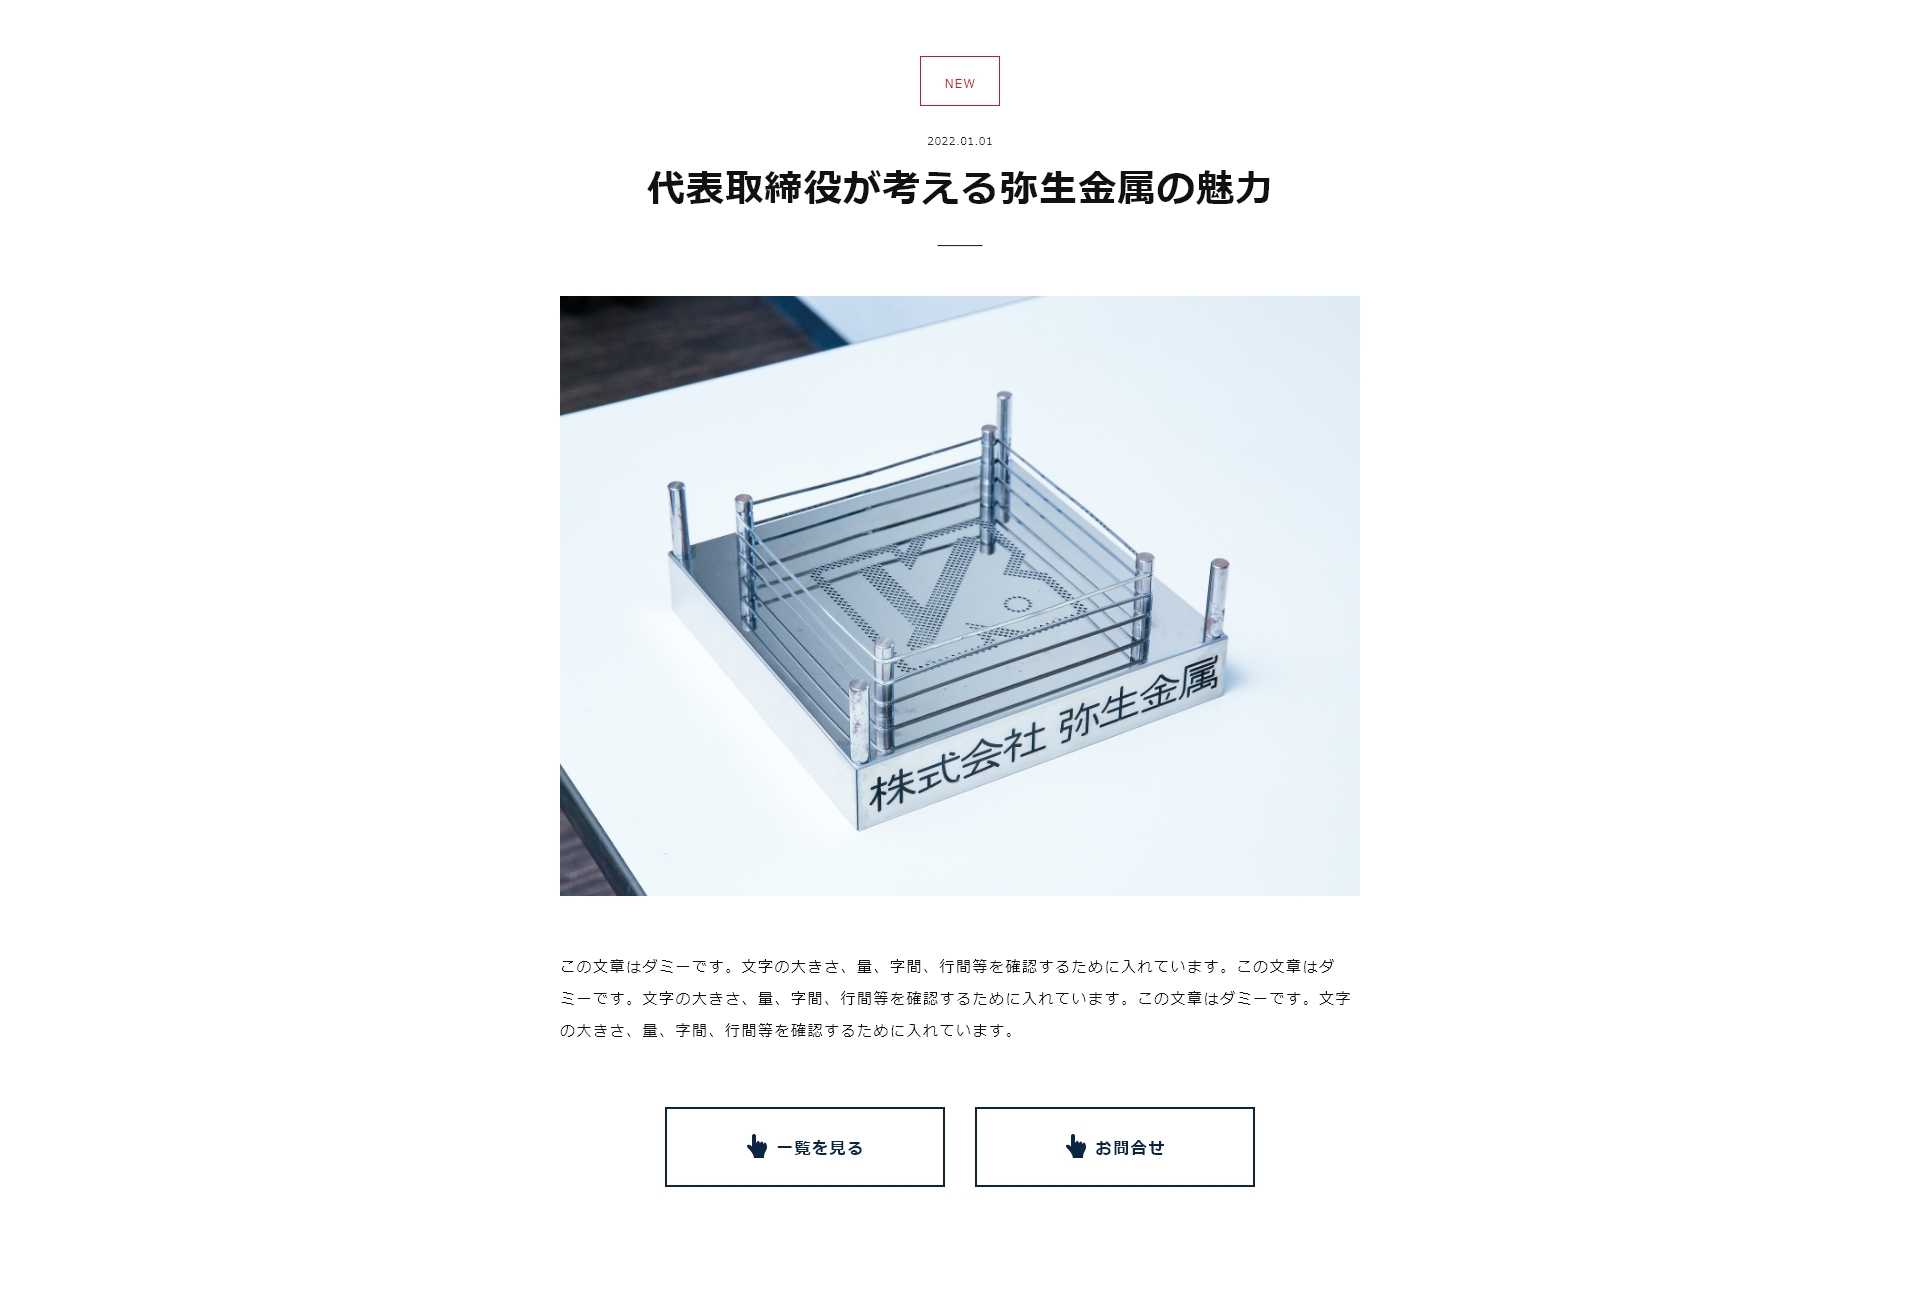 NEW
2022.01.01
代表取締役が考える弥生金属の魅力
株式会社 弥生金属
この文章はダミーです。文字の大きさ、量、字間、行間等を確認するために入れています。この文章はダ
ミーです。文字の大きさ、量、字間、行間等を確認するために入れています。この文章はダミーです。文字
の大きさ、量、字間、行間等を確認するために入れています。
一覧を見る
お問合せ